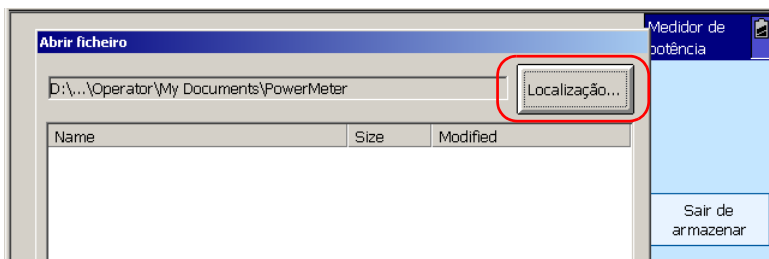 Medidor de
potência
Abrir ficheiro
D:\...\Operator\My Documents\PowerMeter
Localização...
Name Size Modified
Sair de
armazenar